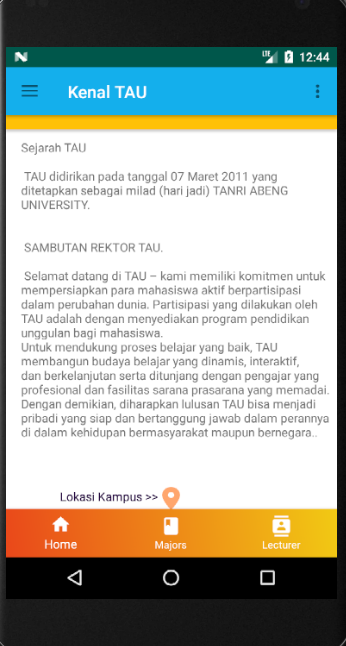 LTE 12:44
Kenal TAU
Sejarah TAU
TAU didirikan pada tanggal 07 Maret 2011 yang
ditetapkan sebagai milad (hari jadi) TANRI ABENG
UNIVERSITY.
SAMBUTAN REKTOR TAU.
Selamat datang di TAU – kami memiliki komitmen untuk
mempersiapkan para mahasiswa aktif berpartisipasi
dalam perubahan dunia. Partisipasi yang dilakukan oleh
TAU adalah dengan menyediakan program pendidikan
unggulan bagi mahasiswa.
Untuk mendukung proses belajar yang baik, TAU
membangun budaya belajar yang dinamis, interaktif,
dan berkelanjutan serta ditunjang dengan pengajar yang
profesional dan fasilitas sarana prasarana yang memadai.
Dengan demikian, diharapkan lulusan TAU bisa menjadi
pribadi yang siap dan bertanggung jawab dalam perannya
di dalam kehidupan bermasyarakat maupun bernegara..
Lokasi Kampus >>
Home Majors Lecturer